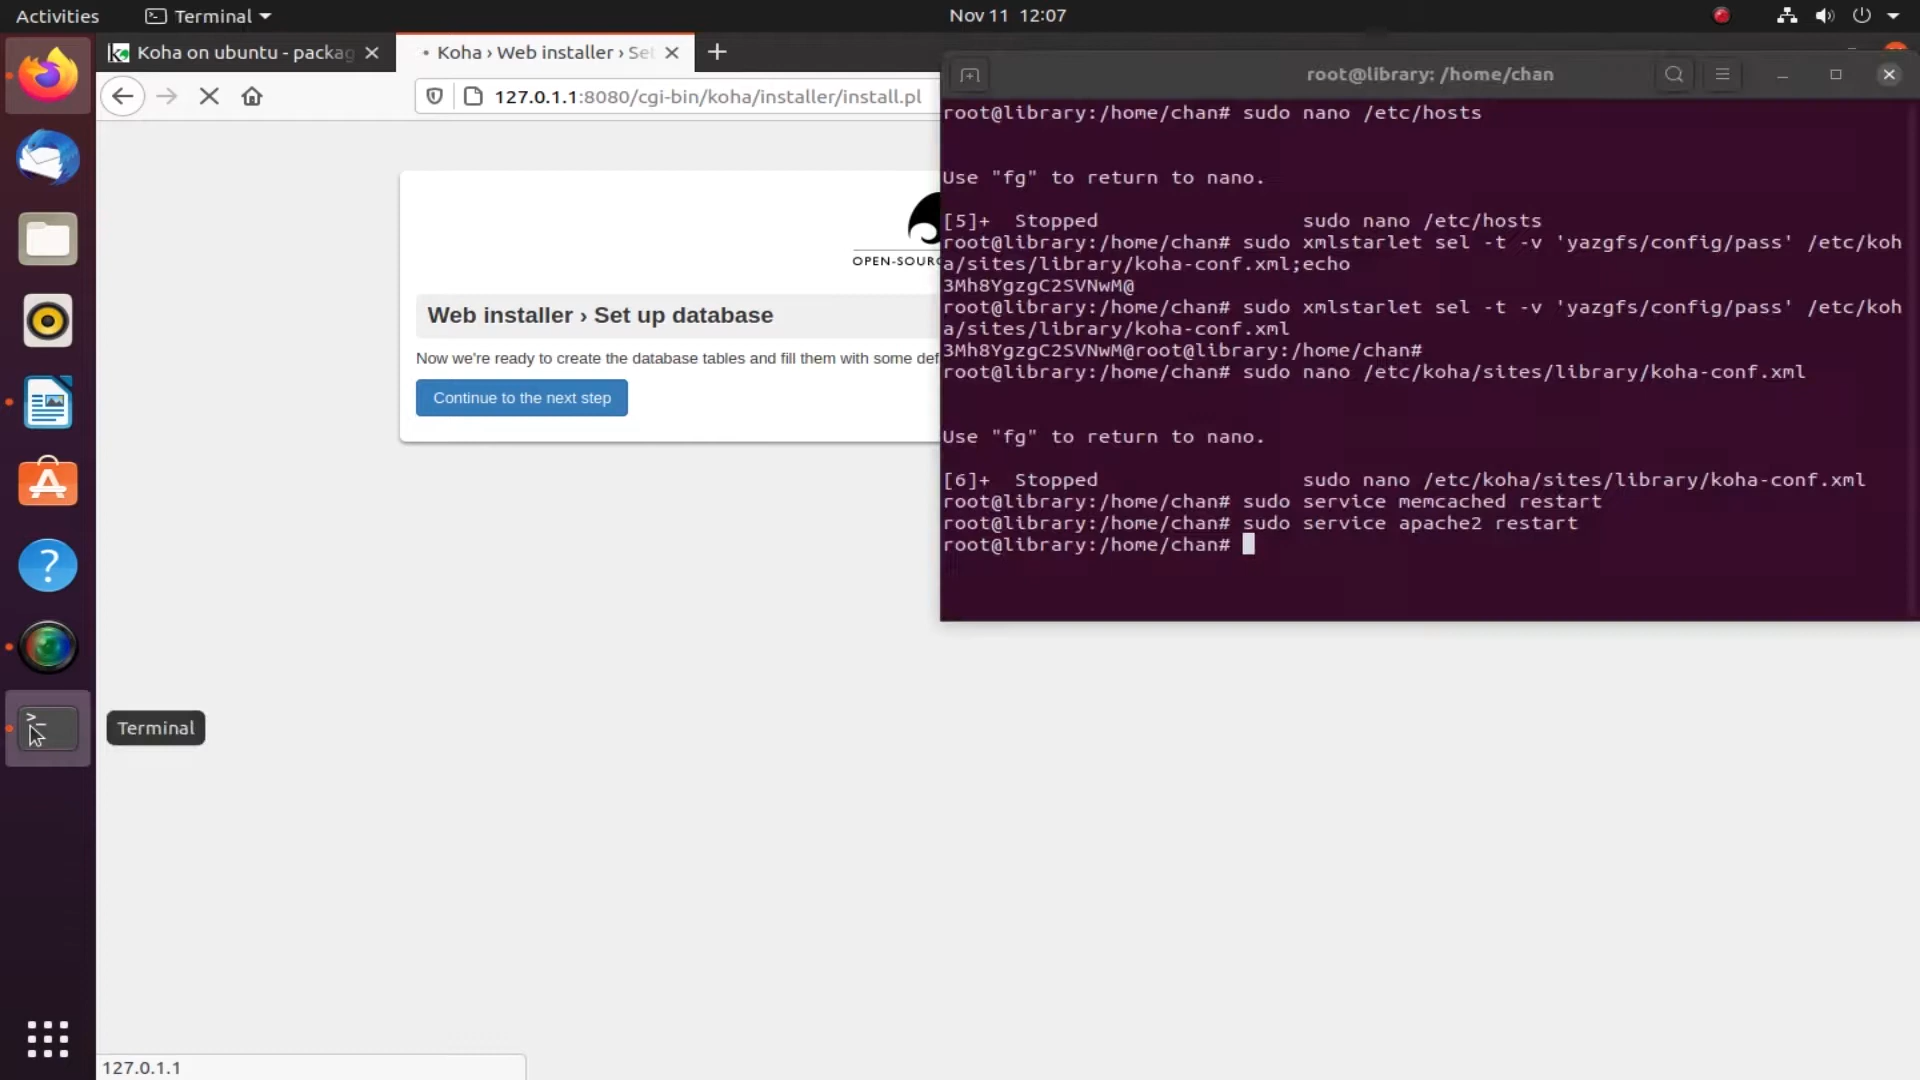 Activities
Terminal
Nov 11 12:07
Koha on ubuntu - packag
Koha › Web installer › Set
127.0.1.1:8080/cgi-bin/koha/installer/install.pl
OPEN-SOURC
Web installer › Set up database
Now we're ready to create the database tables and fill them with some def
Continue to the next step
root@library: /home/chan
root@library:/home/chan# sudo nano /etc/hosts
Use "fg" to return to nano.
[5]+  Stopped                 sudo nano /etc/hosts
root@library:/home/chan# sudo xmlstarlet sel -t -v 'yazgfs/config/pass' /etc/koh
a/sites/library/koha-conf.xml;echo
3Mh8YgzgC2SVNwM@
root@library:/home/chan# sudo xmlstarlet sel -t -v 'yazgfs/config/pass' /etc/koh
a/sites/library/koha-conf.xml
3Mh8YgzgC2SVNwM@root@library:/home/chan#
root@library:/home/chan# sudo nano /etc/koha/sites/library/koha-conf.xml
Use "fg" to return to nano.
[6]+  Stopped                 sudo nano /etc/koha/sites/library/koha-conf.xml
root@library:/home/chan# sudo service memcached restart
root@library:/home/chan# sudo service apache2 restart
root@library:/home/chan#
Terminal
127.0.1.1